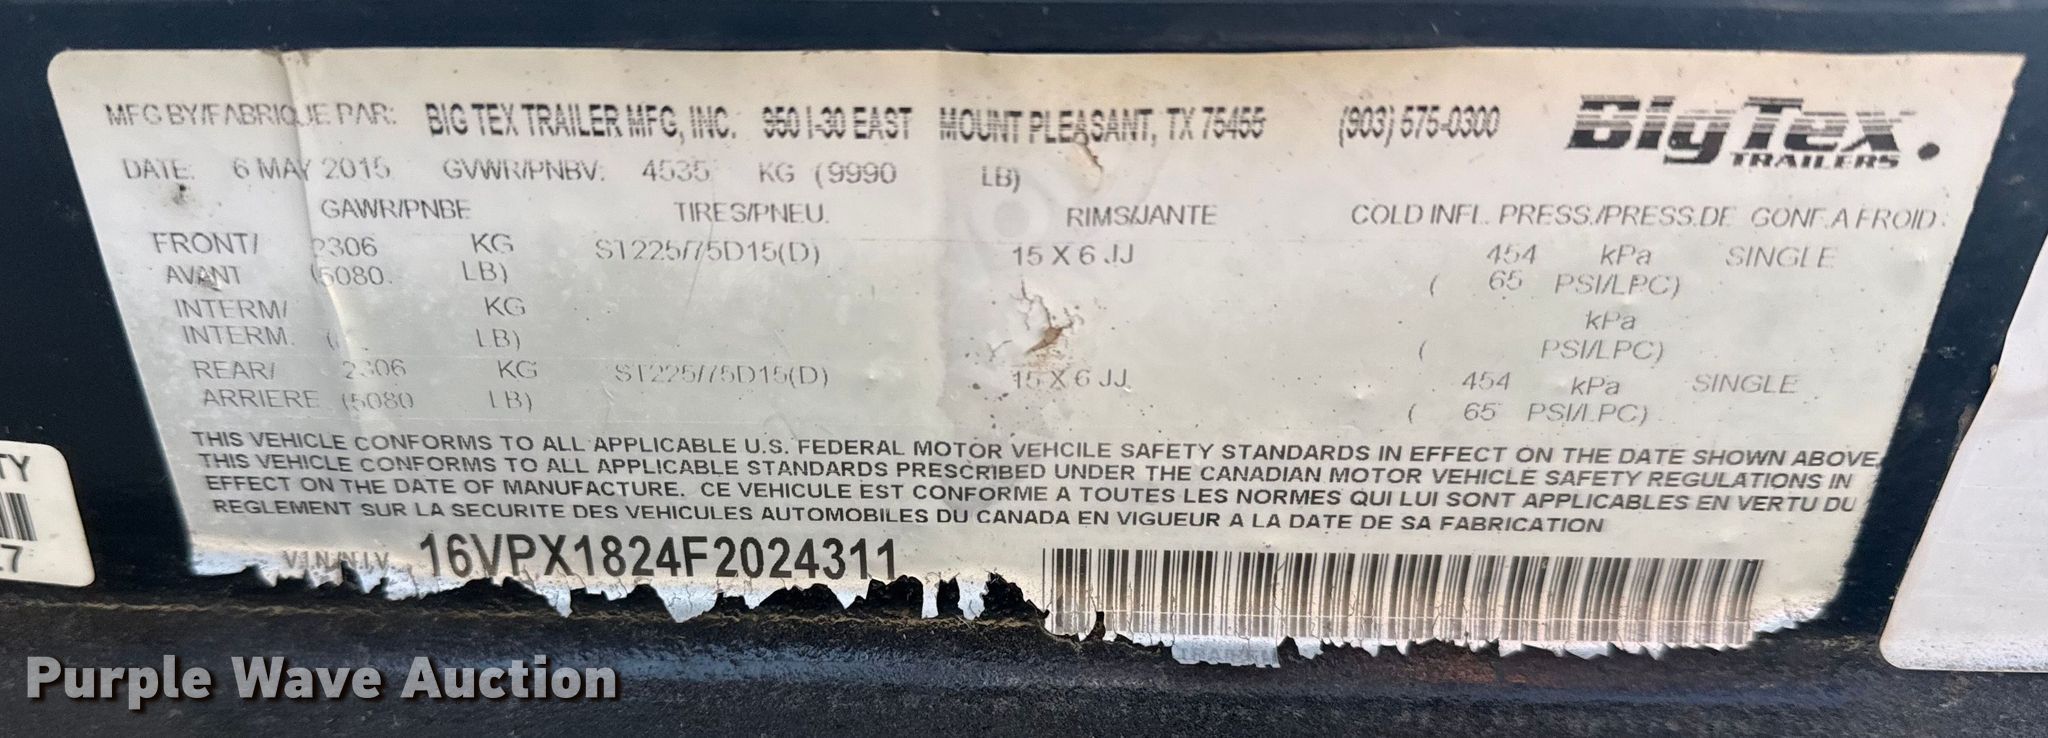 MFG BY/FABRIQUE PAR: BIG TEX TRAILER MFG, INC. 950 I-30 EAST MOUNT PLEASANT, TX 75455 (903) 575-0300 BigTex TRAILERS
DATE: 6 MAY 2015 GVWR/PNBV: 4535 KG (9990 LB)
GAWR/PNBE TIRES/PNEU. RIMS/JANTE COLD INFL. PRESS./PRESS.DE GONF.A FROID.
FRONT/ 2306 KG ST225/75D15(D) 15 X 6 JJ 454 kPa SINGLE
AVANT (5080 LB) ( 65 PSI/LPC)
INTERM/ KG kPa
INTERM. ( LB) ( PSI/LPC)
REAR/ 2306 KG ST225/75D15(D) 15 X 6 JJ 454 kPa SINGLE
ARRIERE (5080 LB) ( 65 PSI/LPC)
THIS VEHICLE CONFORMS TO ALL APPLICABLE U.S. FEDERAL MOTOR VEHCILE SAFETY STANDARDS IN EFFECT ON THE DATE SHOWN ABOVE.
THIS VEHICLE CONFORMS TO ALL APPLICABLE STANDARDS PRESCRIBED UNDER THE CANADIAN MOTOR VEHICLE SAFETY REGULATIONS IN
EFFECT ON THE DATE OF MANUFACTURE. CE VEHICULE EST CONFORME A TOUTES LES NORMES QUI LUI SONT APPLICABLES EN VERTU DU
REGLEMENT SUR LA SECURITE DES VEHICULES AUTOMOBILES DU CANADA EN VIGUEUR A LA DATE DE SA FABRICATION
V.I.N./N.I.V. 16VPX1824F2024311
TY
7
Purple Wave Auction